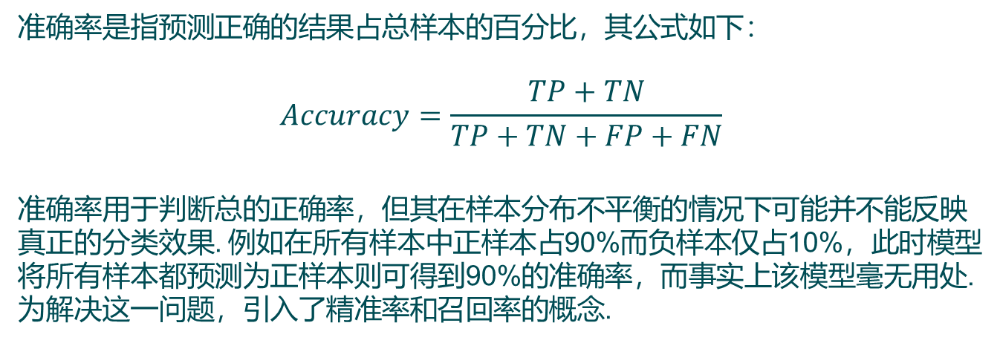 准确率是指预测正确的结果占总样本的百分比，其公式如下：
Accuracy = \frac{TP + TN}{TP + TN + FP + FN}
准确率用于判断总的正确率，但其在样本分布不平衡的情况下可能并不能反映
真正的分类效果. 例如在所有样本中正样本占90%而负样本仅占10%，此时模型
将所有样本都预测为正样本则可得到90%的准确率，而事实上该模型毫无用处.
为解决这一问题，引入了精准率和召回率的概念.